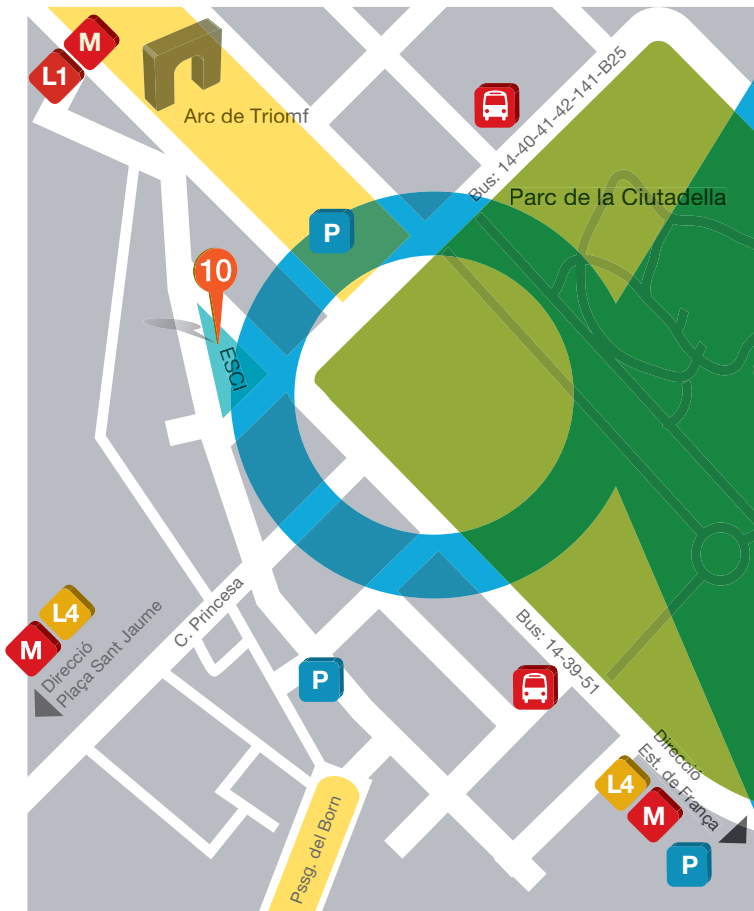 M
L1
Arc de Triomf
Bus: 14-40-41-42-141-B25
Parc de la Ciutadella
P
10
ESCI
L4
M
Direcció
Plaça Sant Jaume
C. Princesa
P
Bus: 14-39-51
Direcció
Est. de França
L4
M
P
Pssg. del Born